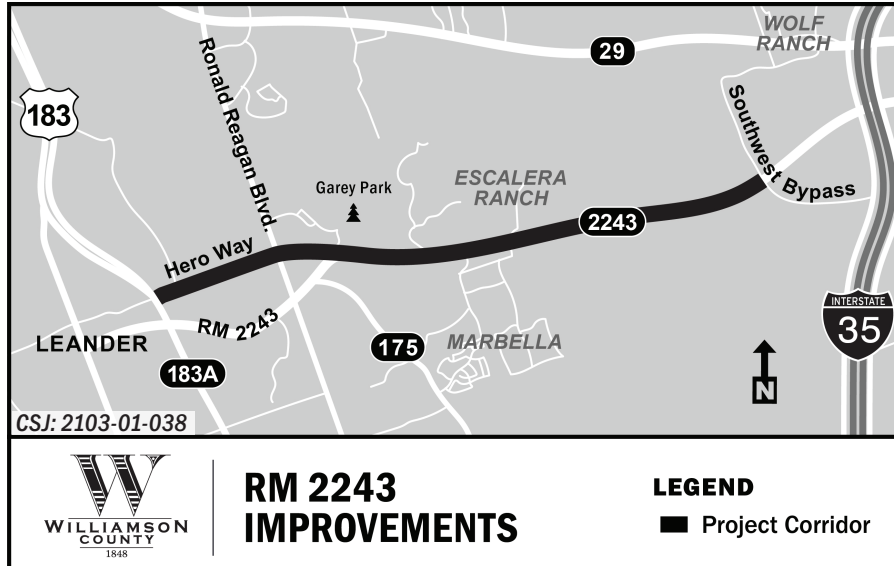 WOLF
RANCH
29
183
Ronald Reagan Blvd.
Southwest Bypass
Garey Park
ESCALERA
RANCH
2243
Hero Way
RM 2243
INTERSTATE
35
LEANDER
175
MARBELLA
183A
N
CSJ: 2103-01-038
W
WILLIAMSON
COUNTY
1848
RM 2243
IMPROVEMENTS
LEGEND
Project Corridor